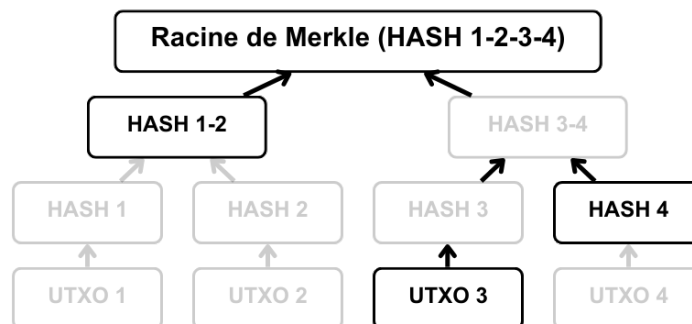 Racine de Merkle (HASH 1-2-3-4)
HASH 1-2
HASH 3-4
HASH 1
HASH 2
HASH 3
HASH 4
UTXO 1
UTXO 2
UTXO 3
UTXO 4